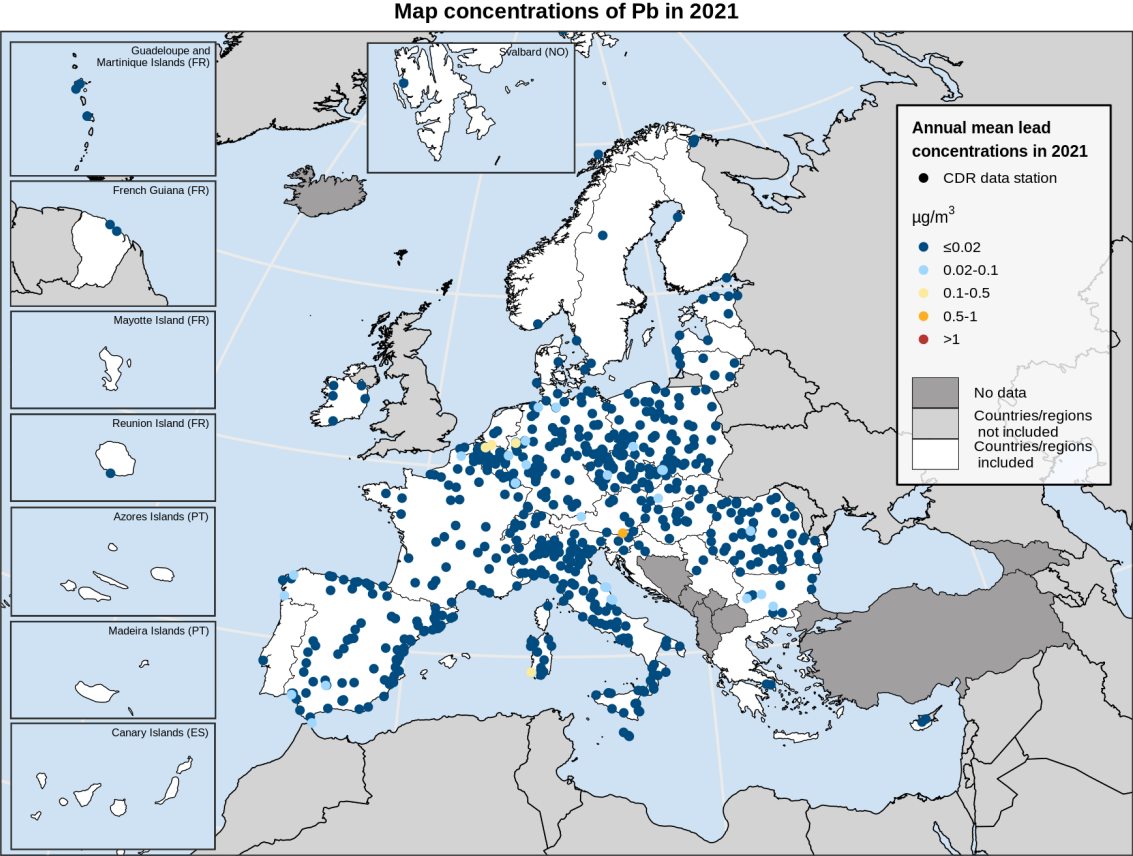 Map concentrations of Pb in 2021
Guadeloupe and
Martinique Islands (FR)
Svalbard (NO)
French Guiana (FR)
Mayotte Island (FR)
Reunion Island (FR)
Azores Islands (PT)
Madeira Islands (PT)
Canary Islands (ES)
Annual mean lead
concentrations in 2021
CDR data station
µg/m³
≤0.02
0.02-0.1
0.1-0.5
0.5-1
>1
No data
Countries/regions
not included
Countries/regions
included